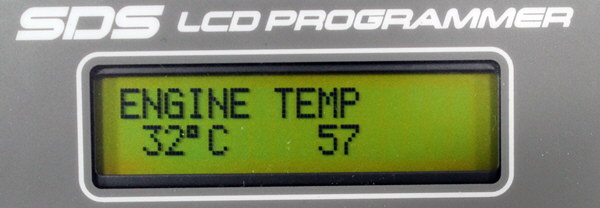 SDS LCD PROGRAMMER
ENGINE TEMP
32°C 57